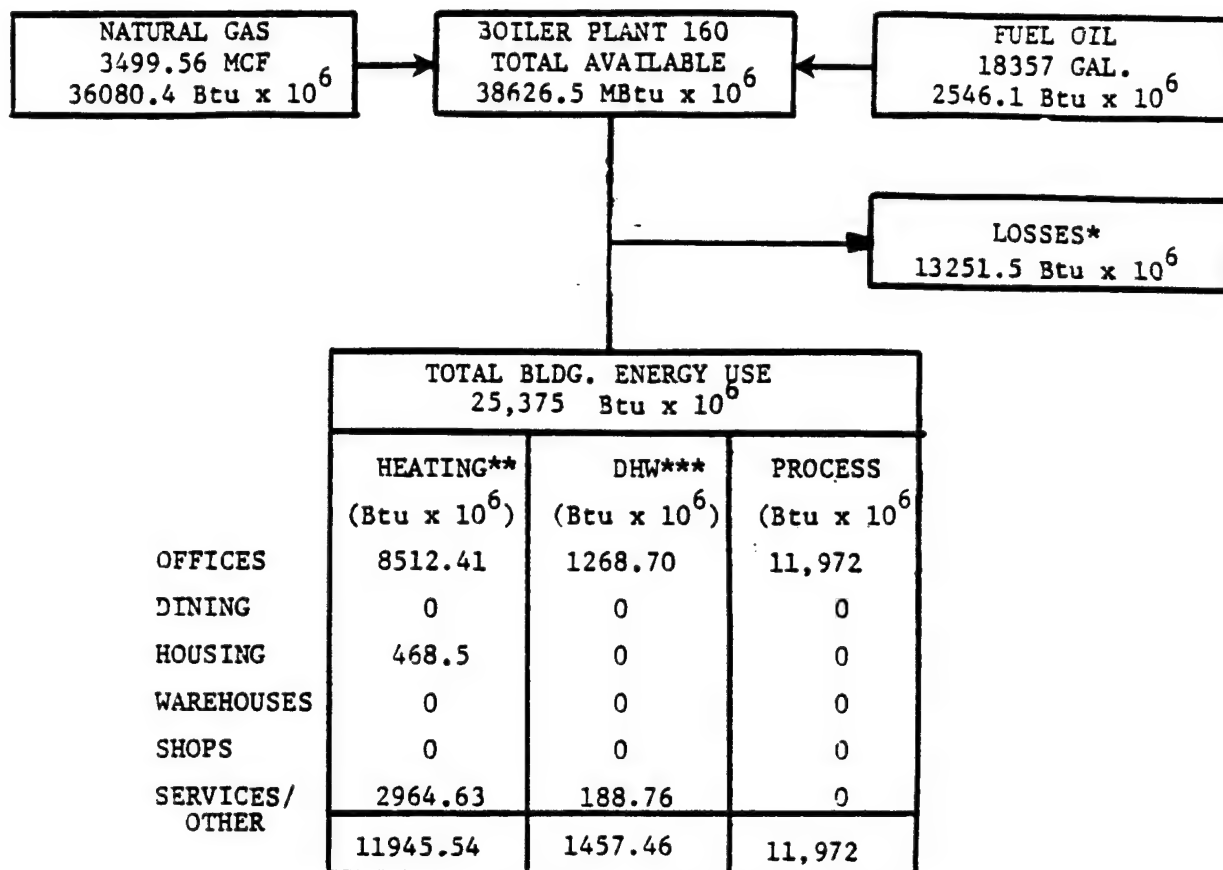 NATURAL GAS
3499.56 MCF
36080.4 Btu x 10^6
BOILER PLANT 160
TOTAL AVAILABLE
38626.5 MBtu x 10^6
FUEL OIL
18357 GAL.
2546.1 Btu x 10^6
LOSSES*
13251.5 Btu x 10^6
TOTAL BLDG. ENERGY USE
25,375 Btu x 10^6
HEATING** DHW*** PROCESS
(Btu x 10^6) (Btu x 10^6) (Btu x 10^6
OFFICES 8512.41 1268.70 11,972
DINING 0 0 0
HOUSING 468.5 0 0
WAREHOUSES 0 0 0
SHOPS 0 0 0
SERVICES/ 2964.63 188.76 0
OTHER
11945.54 1457.46 11,972